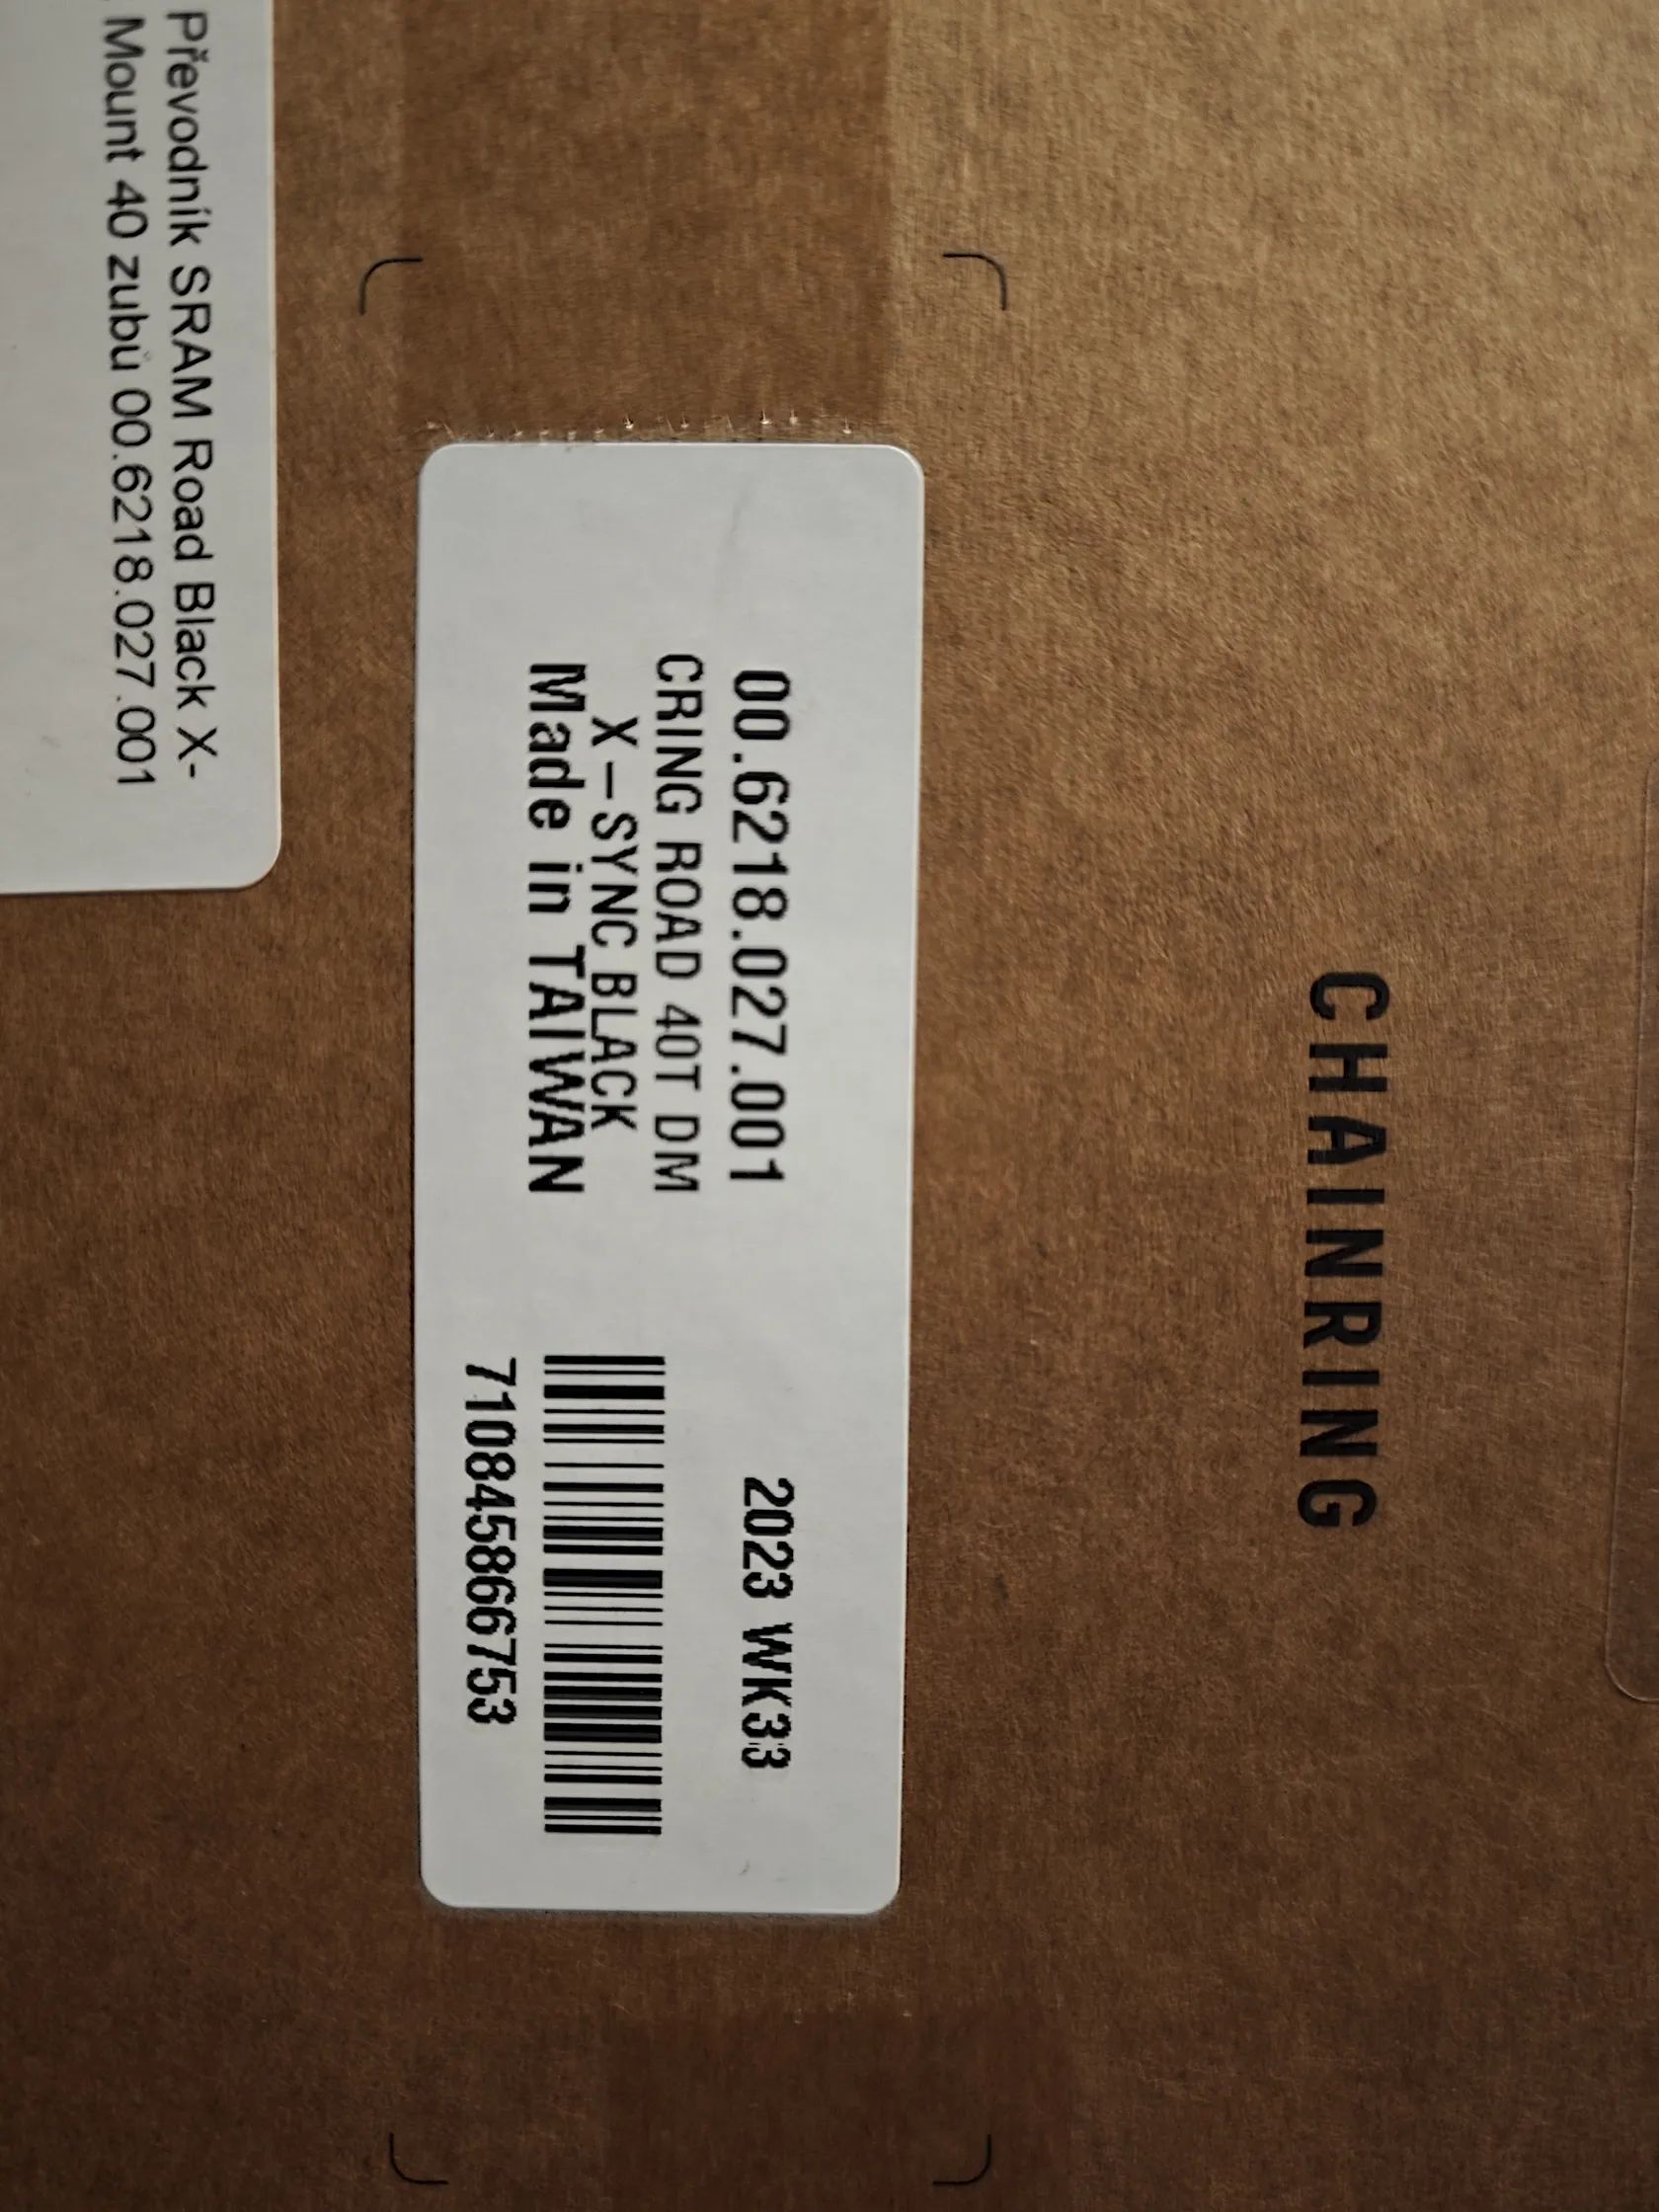 CHAINRING
00.6218.027.001
2023 WK33
CRING ROAD 40T DM
X-SYNC BLACK
Made in TAIWAN
710845866753
Převodník SRAM Road Black X-
Mount 40 zubů 00.6218.027.001